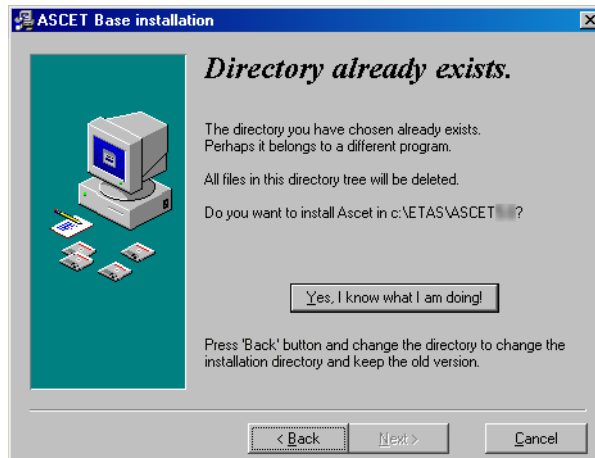 ASCET Base installation
Directory already exists.
The directory you have chosen already exists.
Perhaps it belongs to a different program.
All files in this directory tree will be deleted.
Do you want to install Ascet in c:\ETAS\ASCET ?
Yes, I know what I am doing!
Press 'Back' button and change the directory to change the
installation directory and keep the old version.
< Back Next > Cancel